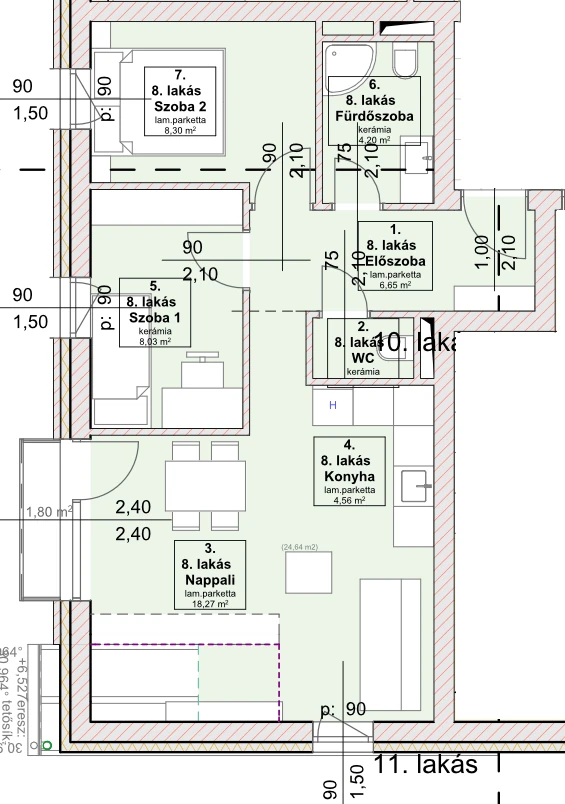 7.
8. lakás
Szoba 2
lam.parketta
8,30 m²
90
1,50
p: 90
6.
8. lakás
Fürdőszoba
kerámia
4,20 m²
90
2,10
75
2,10
1.
8. lakás
Előszoba
lam.parketta
6,65 m²
1,00
2,10
90
2,10
75
2,10
5.
8. lakás
Szoba 1
kerámia
8,03 m²
90
1,50
p: 90
2.
8. lakás
WC
kerámia
10. laká
H
4.
8. lakás
Konyha
lam.parketta
4,56 m²
1,80 m²
2,40
2,40
3.
8. lakás
Nappali
lam.parketta
18,27 m²
(24,64 m2)
+6,527eresz:
p: 90
90
1,50
11. lakás